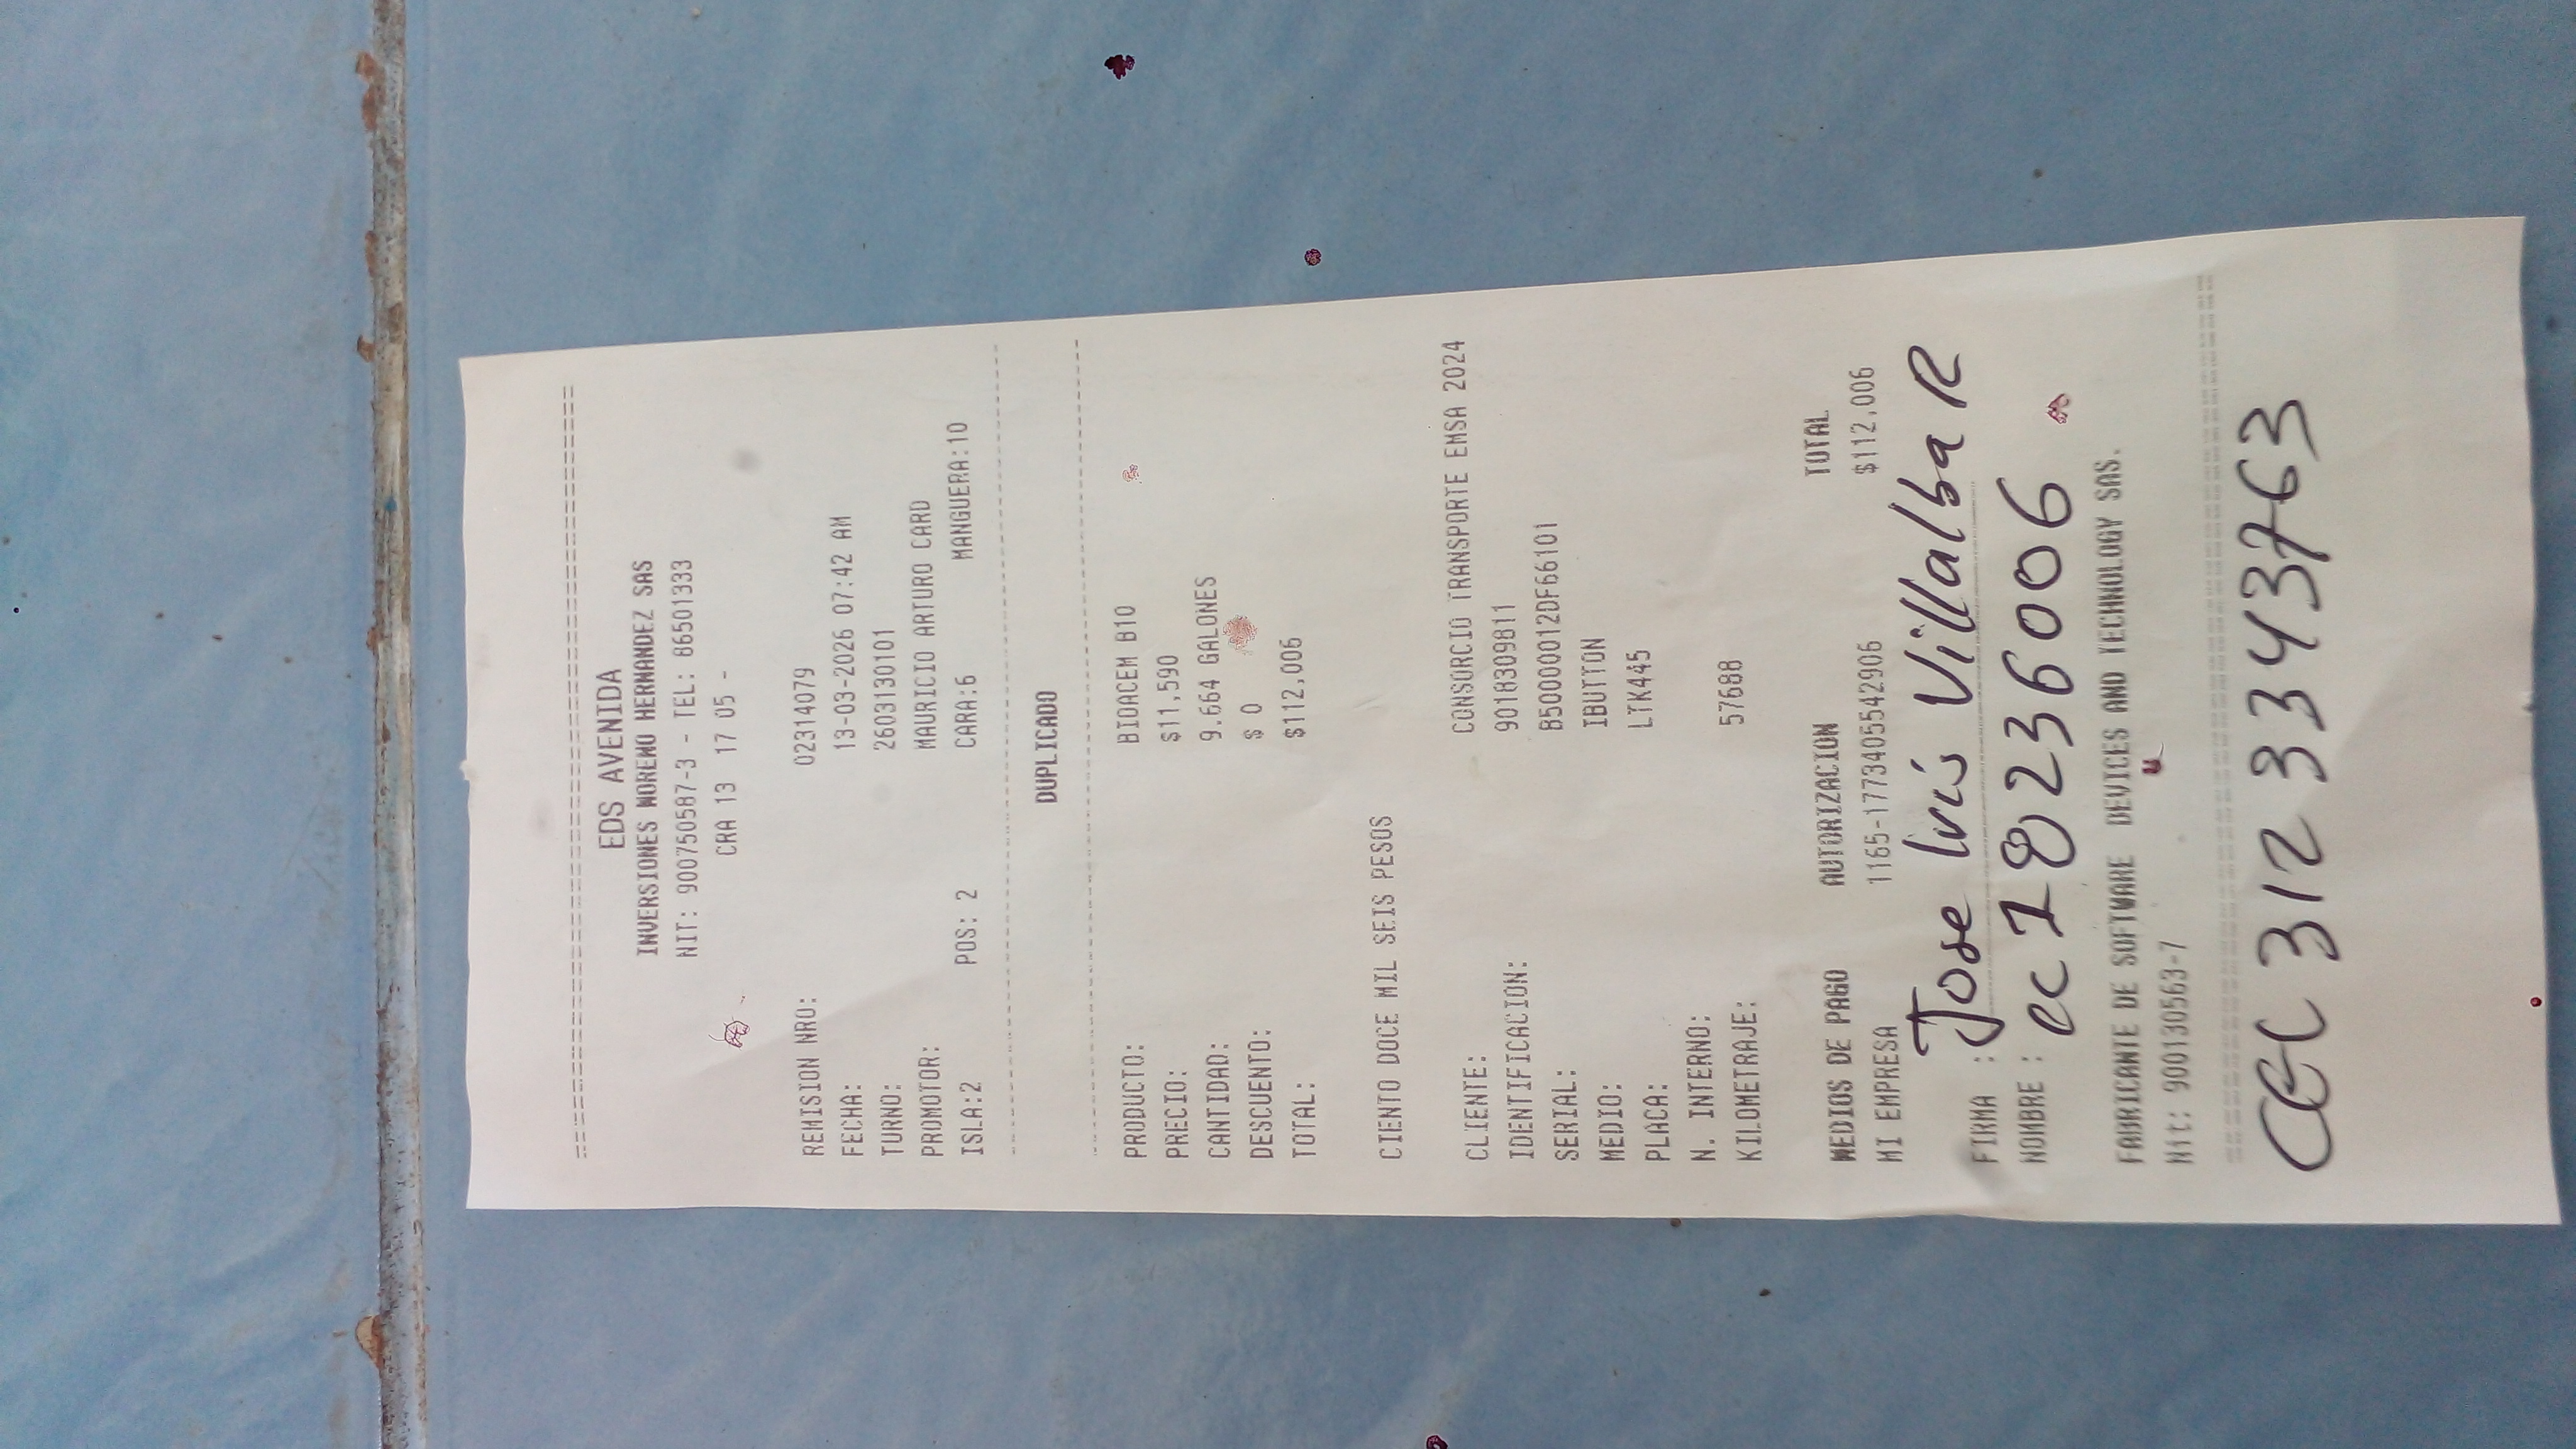 EDS AVENIDA
INVERSIONES MORENO HERNANDEZ SAS
NIT: 900750587-3 - TEL: 86501333
CRA 13 17 05 -
REMISION NRO: 02314079
FECHA: 13-03-2026 07:42 AM
TURNO: 2603130101
PROMOTOR: MAURICIO ARTURO CARD
ISLA:2 POS: 2 CARA:6 MANGUERA:10
DUPLICADO
PRODUCTO: BIOACEM B10
PRECIO: $11,590
CANTIDAD: 9.664 GALONES
DESCUENTO: $ 0
TOTAL: $112,006
CIENTO DOCE MIL SEIS PESOS
CLIENTE: CONSORCIO TRANSPORTE EMSA 2024
IDENTIFICACION: 9018309811
SERIAL: B50000012DF66101
MEDIO: IBUTTON
PLACA: LTK445
N. INTERNO:
KILOMETRAJE: 57688
MEDIOS DE PAGO AUTORIZACION TOTAL
MI EMPRESA 1165-1773405542906 $112,006
FIRMA : Jose luis Villalba R
NOMBRE : cc 18236006
FABRICANTE DE SOFTWARE DEVICES AND TECHNOLOGY SAS.
Nit: 900130563-7
CEL 312 3343763